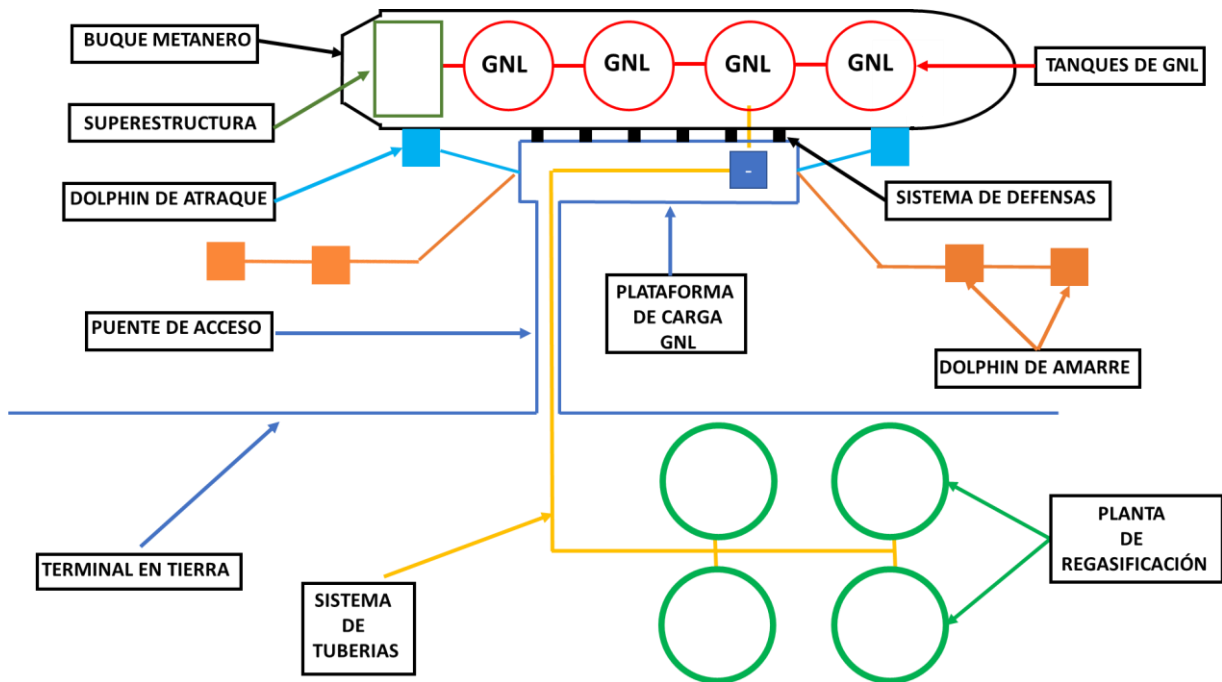 BUQUE METANERO
GNL
GNL
GNL
GNL
TANQUES DE GNL
SUPERESTRUCTURA
DOLPHIN DE ATRAQUE
-
SISTEMA DE DEFENSAS
PUENTE DE ACCESO
PLATAFORMA
DE CARGA
GNL
DOLPHIN DE AMARRE
TERMINAL EN TIERRA
SISTEMA
DE
TUBERIAS
PLANTA
DE
REGASIFICACIÓN